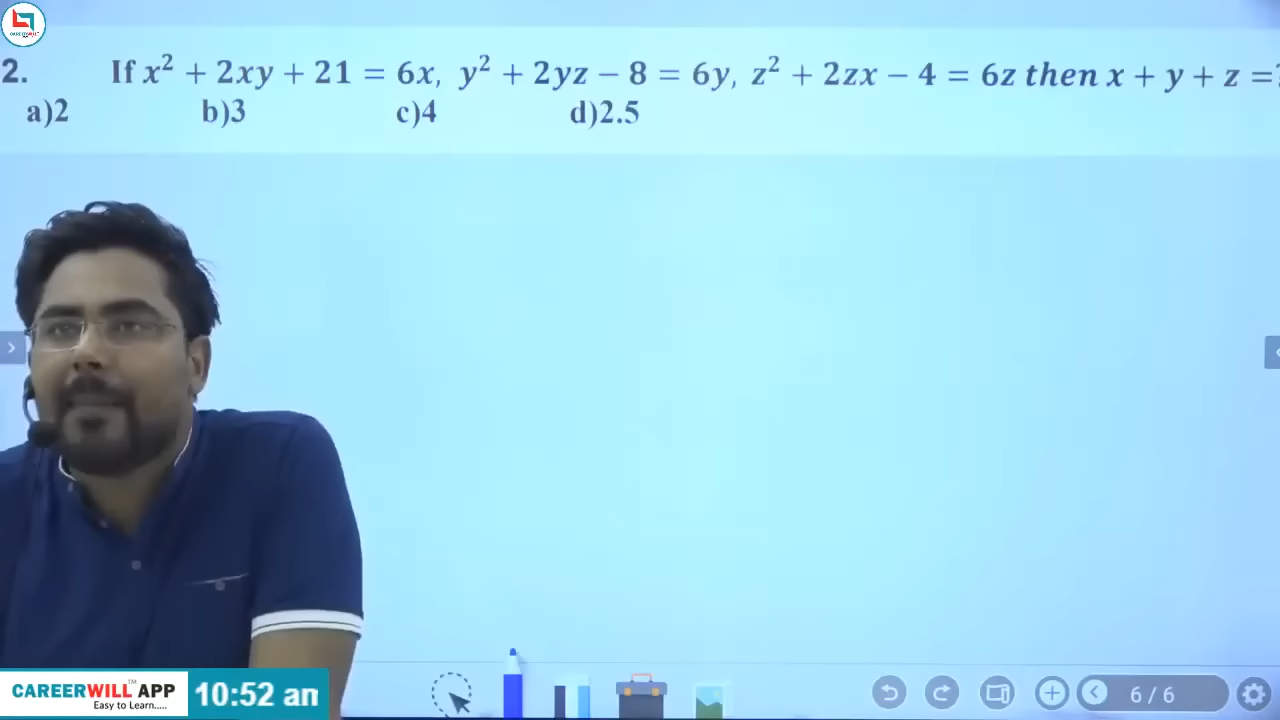 CAREERWILL
2. If x² + 2xy + 21 = 6x, y² + 2yz − 8 = 6y, z² + 2zx − 4 = 6z then x + y + z =?
a)2 b)3 c)4 d)2.5
CAREERWILL™ APP
Easy to Learn.....
10:52 an
6 / 6